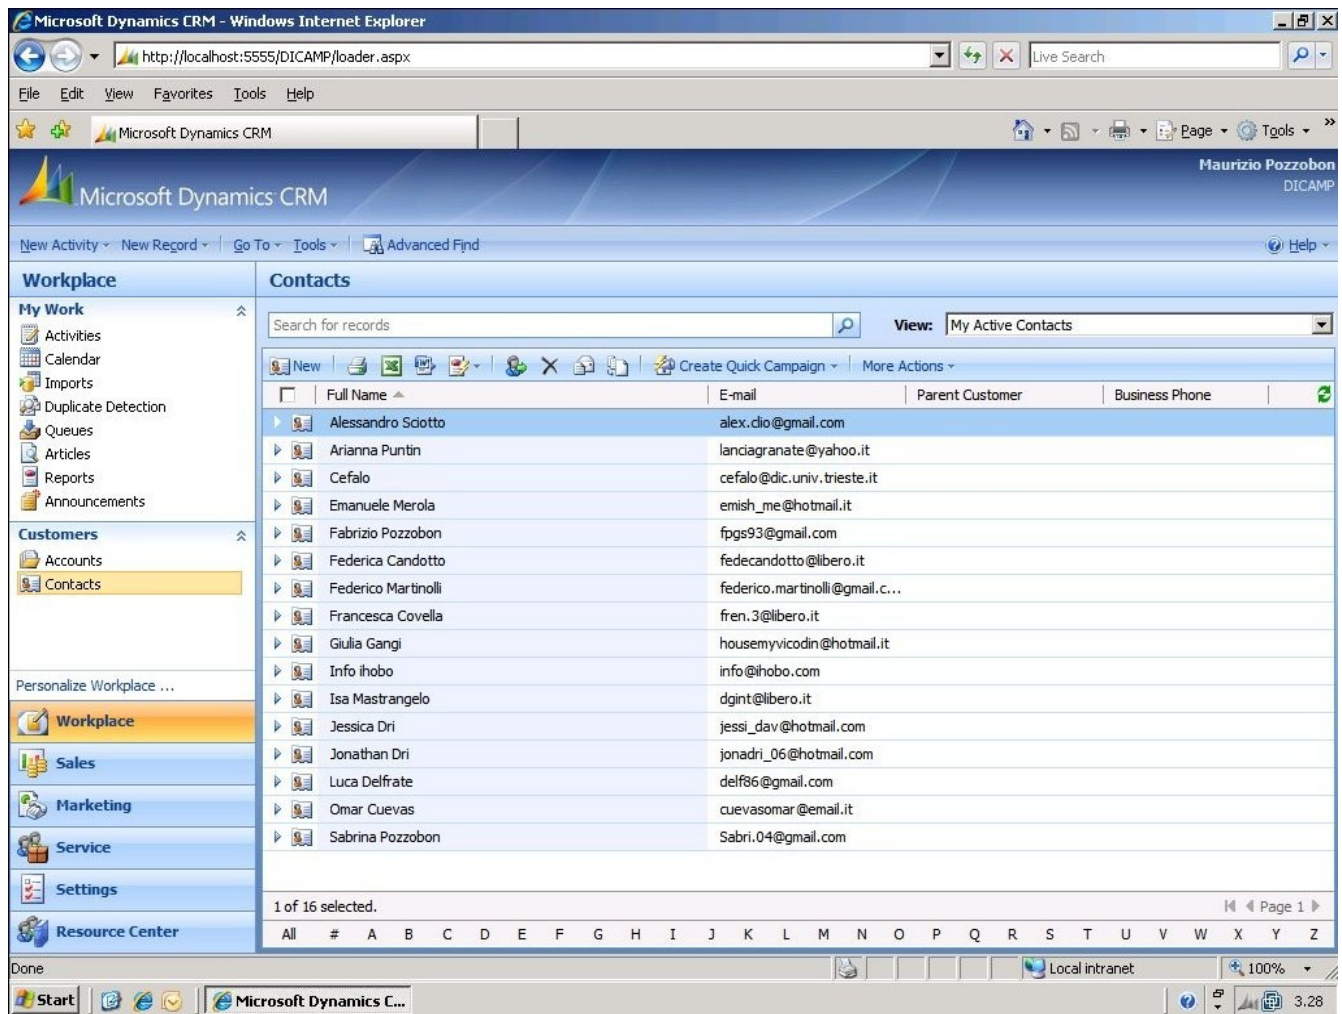 Microsoft Dynamics CRM - Windows Internet Explorer
http://localhost:5555/DICAMP/loader.aspx
Live Search
File Edit View Favorites Tools Help
Microsoft Dynamics CRM
Page Tools »
Maurizio Pozzobon
Microsoft Dynamics CRM
DICAMP
New Activity New Record Go To Tools Advanced Find Help
Workplace
Contacts
My Work
Activities
Calendar
Imports
Duplicate Detection
Queues
Articles
Reports
Announcements
Customers
Accounts
Contacts
Personalize Workplace ...
Workplace
Sales
Marketing
Service
Settings
Resource Center
Search for records
View: My Active Contacts
New Create Quick Campaign More Actions
Full Name E-mail Parent Customer Business Phone
Alessandro Sciotto alex.clio@gmail.com
Arianna Puntin lanciagranate@yahoo.it
Cefalo cefalo@dic.univ.trieste.it
Emanuele Merola emish_me@hotmail.it
Fabrizio Pozzobon fpgs93@gmail.com
Federica Candotto fedecandotto@libero.it
Federico Martinolli federico.martinolli@gmail.c...
Francesca Covella fren.3@libero.it
Giulia Gangi housemyvicodin@hotmail.it
Info ihobo info@ihobo.com
Isa Mastrangelo dgint@libero.it
Jessica Dri jessi_dav@hotmail.com
Jonathan Dri jonadri_06@hotmail.com
Luca Delfrate delf86@gmail.com
Omar Cuevas cuevasomar@email.it
Sabrina Pozzobon Sabri.04@gmail.com
1 of 16 selected.
Page 1
All # A B C D E F G H I J K L M N O P Q R S T U V W X Y Z
Done
Local intranet
100%
Start
Microsoft Dynamics C...
3.28